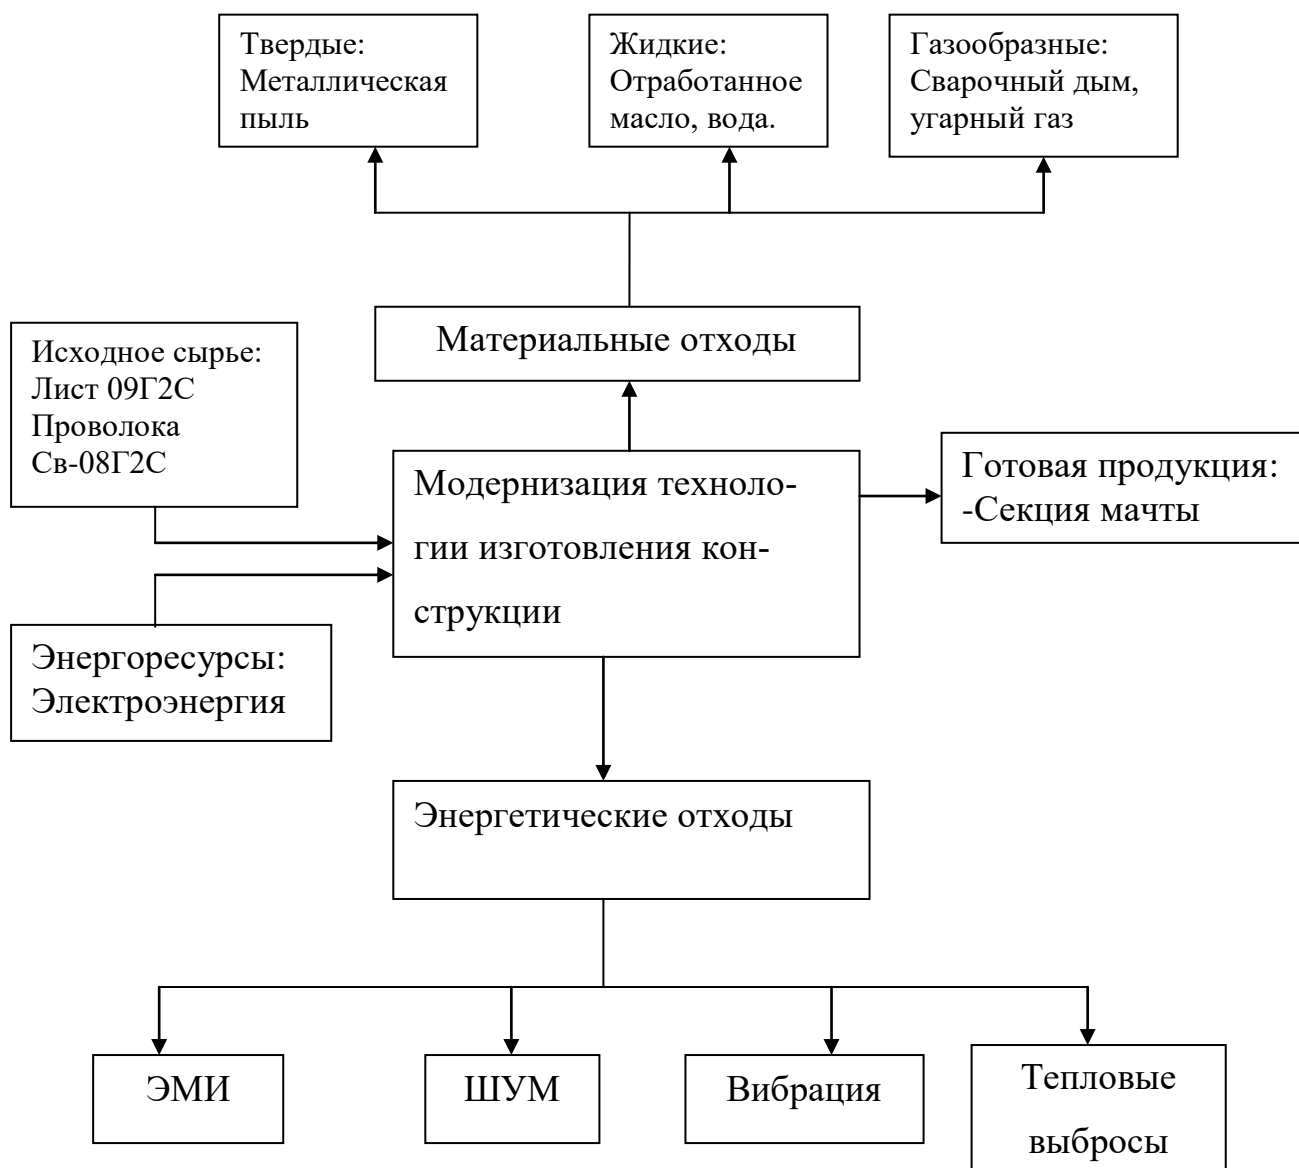 Твердые:
Металлическая
пыль
Жидкие:
Отработанное
масло, вода.
Газообразные:
Сварочный дым,
угарный газ
Материальные отходы
Исходное сырье:
Лист 09Г2С
Проволока
Св-08Г2С
Модернизация техноло-
гии изготовления кон-
струкции
Готовая продукция:
-Секция мачты
Энергоресурсы:
Электроэнергия
Энергетические отходы
ЭМИ
ШУМ
Вибрация
Тепловые
выбросы